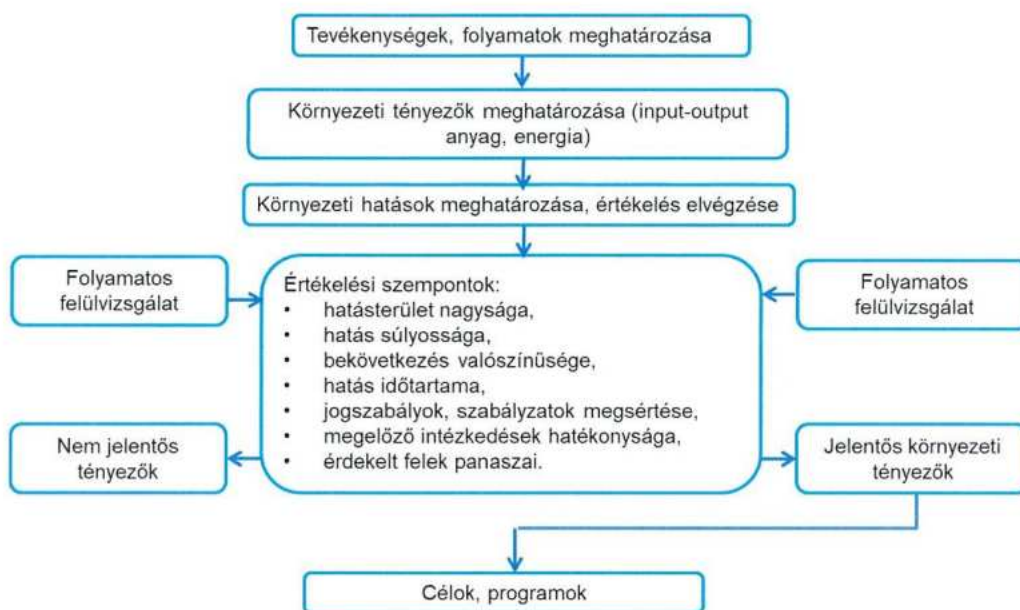 Tevékenységek, folyamatok meghatározása
Környezeti tényezők meghatározása (input-output
anyag, energia)
Környezeti hatások meghatározása, értékelés elvégzése
Folyamatos
felülvizsgálat
Értékelési szempontok:
• hatásterület nagysága,
• hatás súlyossága,
• bekövetkezés valószínűsége,
• hatás időtartama,
• jogszabályok, szabályzatok megsértése,
• megelőző intézkedések hatékonysága,
• érdekelt felek panaszai.
Folyamatos
felülvizsgálat
Nem jelentős
tényezők
Jelentős környezeti
tényezők
Célok, programok